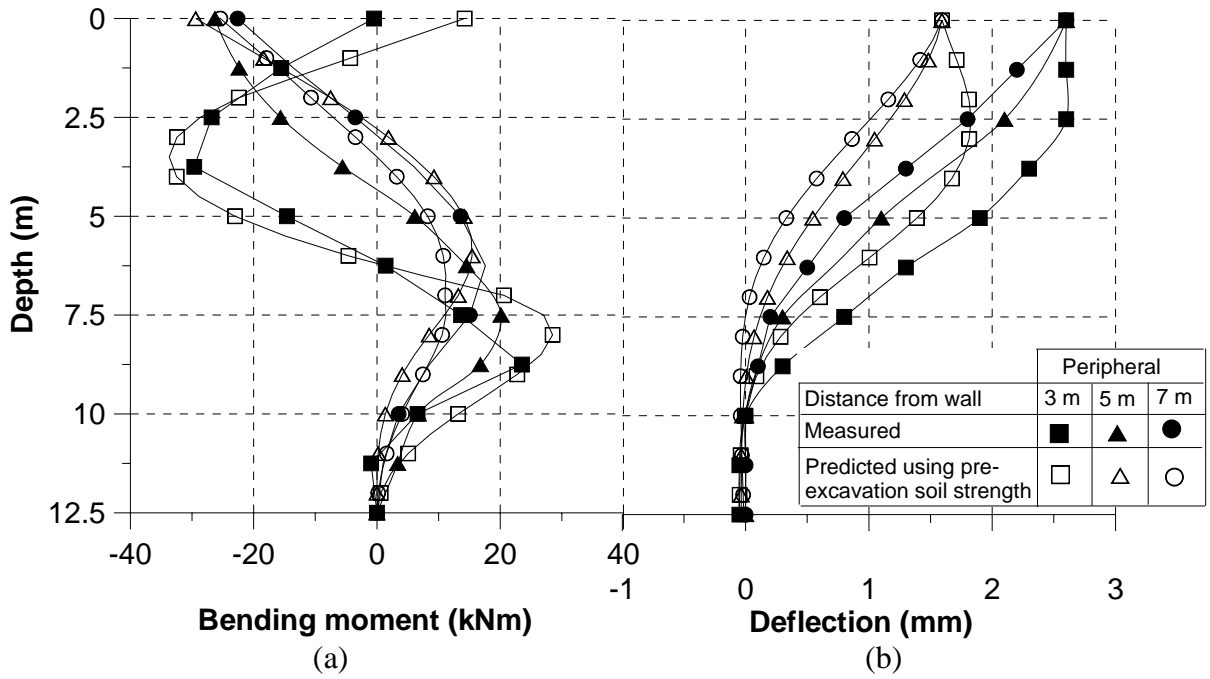 0
2.5
5
7.5
10
12.5
Depth (m)
-40
-20
0
20
40
Bending moment (kNm)
(a)
-1
0
1
2
3
Deflection (mm)
(b)
Peripheral
Distance from wall 3 m 5 m 7 m
Measured
Predicted using pre-
excavation soil strength